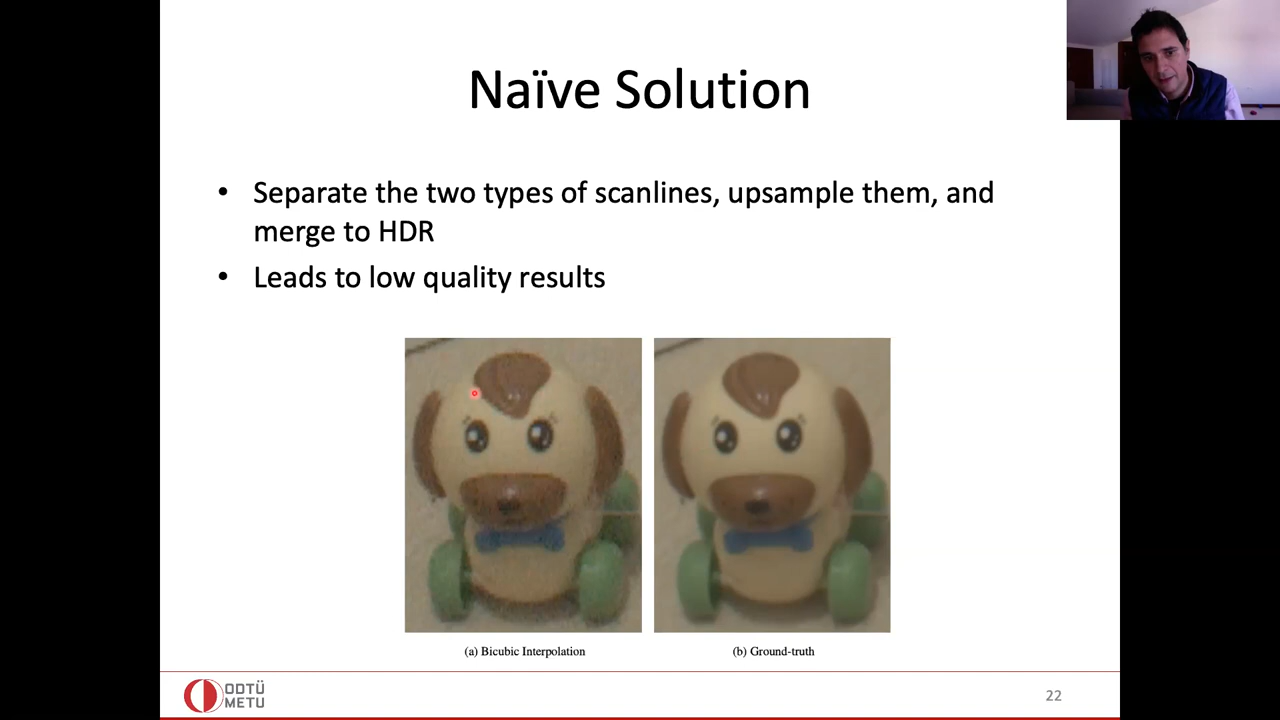 Naïve Solution
• Separate the two types of scanlines, upsample them, and
merge to HDR
• Leads to low quality results
(a) Bicubic Interpolation
(b) Ground-truth
ODTÜ
METU
22